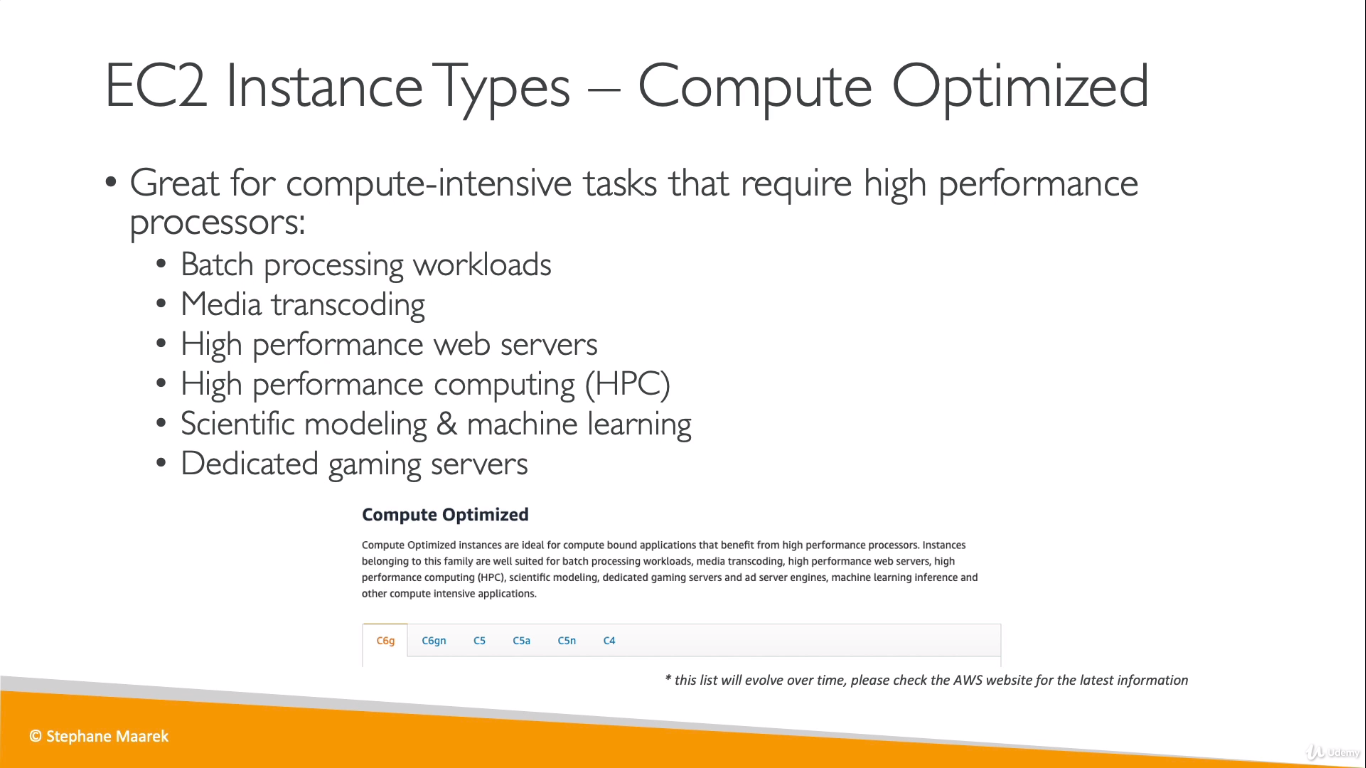 EC2 Instance Types – Compute Optimized
• Great for compute-intensive tasks that require high performance
processors:
• Batch processing workloads
• Media transcoding
• High performance web servers
• High performance computing (HPC)
• Scientific modeling & machine learning
• Dedicated gaming servers
Compute Optimized
Compute Optimized instances are ideal for compute bound applications that benefit from high performance processors. Instances
belonging to this family are well suited for batch processing workloads, media transcoding, high performance web servers, high
performance computing (HPC), scientific modeling, dedicated gaming servers and ad server engines, machine learning inference and
other compute intensive applications.
C6g C6gn C5 C5a C5n C4
* this list will evolve over time, please check the AWS website for the latest information
© Stephane Maarek
Udemy